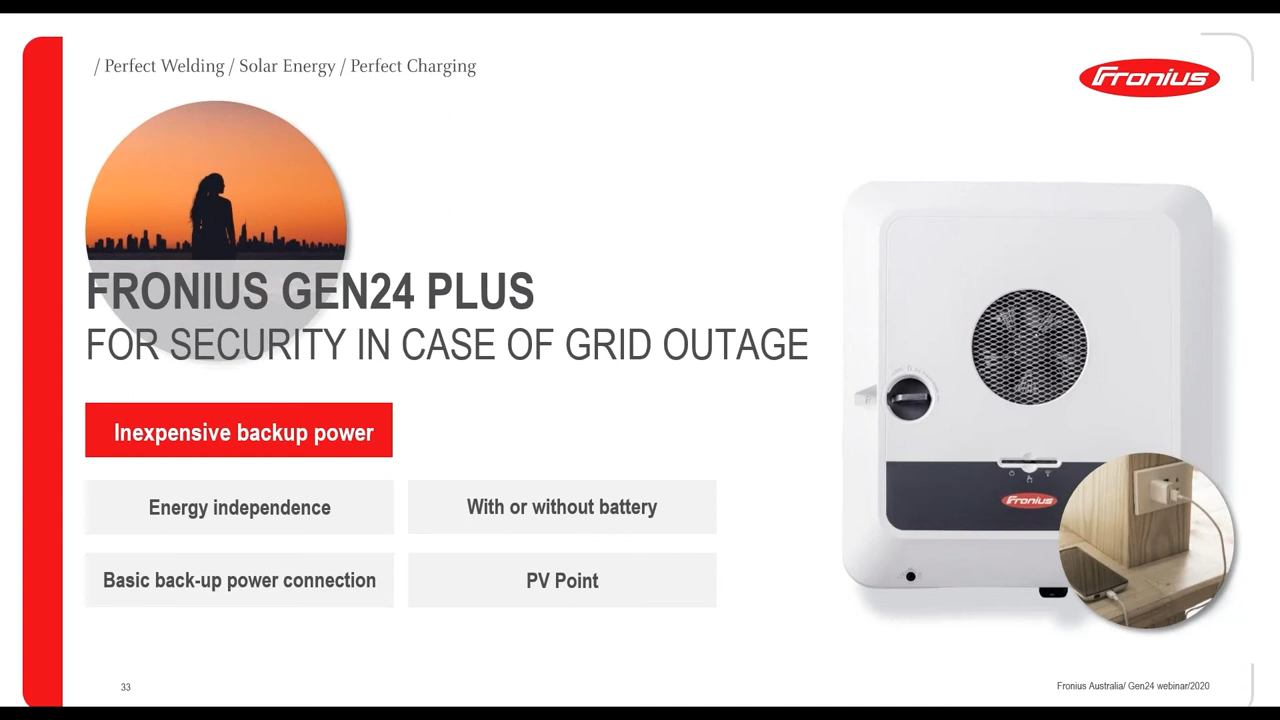 / Perfect Welding / Solar Energy / Perfect Charging
Fronius
FRONIUS GEN24 PLUS
FOR SECURITY IN CASE OF GRID OUTAGE
Inexpensive backup power
Energy independence
With or without battery
Basic back-up power connection
PV Point
Fronius
33
Fronius Australia/ Gen24 webinar/2020